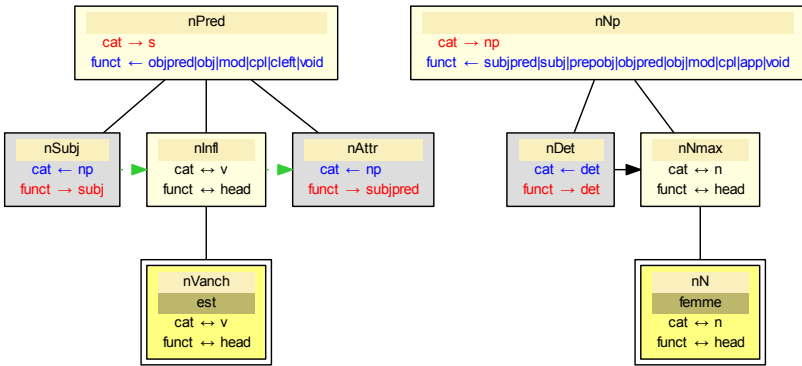 nPred
cat → s
funct ← objpred|obj|mod|cpl|cleft|void
nNp
cat → np
funct ← subjpred|subj|prepobj|objpred|obj|mod|cpl|app|void
nSubj
cat ← np
funct → subj
nInfl
cat ↔ v
funct ↔ head
nAttr
cat ← np
funct → subjpred
nDet
cat ← det
funct → det
nNmax
cat ↔ n
funct ↔ head
nVanch
est
cat ↔ v
funct ↔ head
nN
femme
cat ↔ n
funct ↔ head